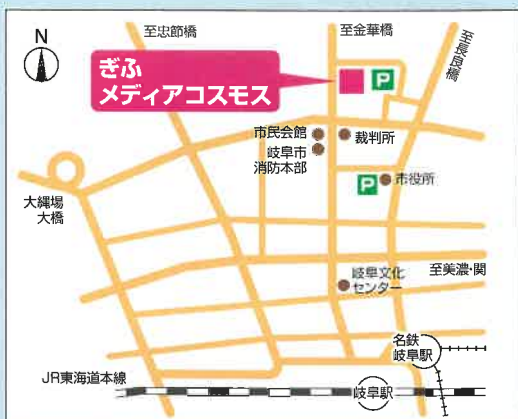 N
至忠節橋
至金華橋
至長良橋
ぎふ
メディアコスモス
P
市民会館
裁判所
岐阜市
消防本部
P
市役所
大縄場
大橋
岐阜文化
センター
至美濃・関
名鉄
岐阜駅
JR東海道本線
岐阜駅